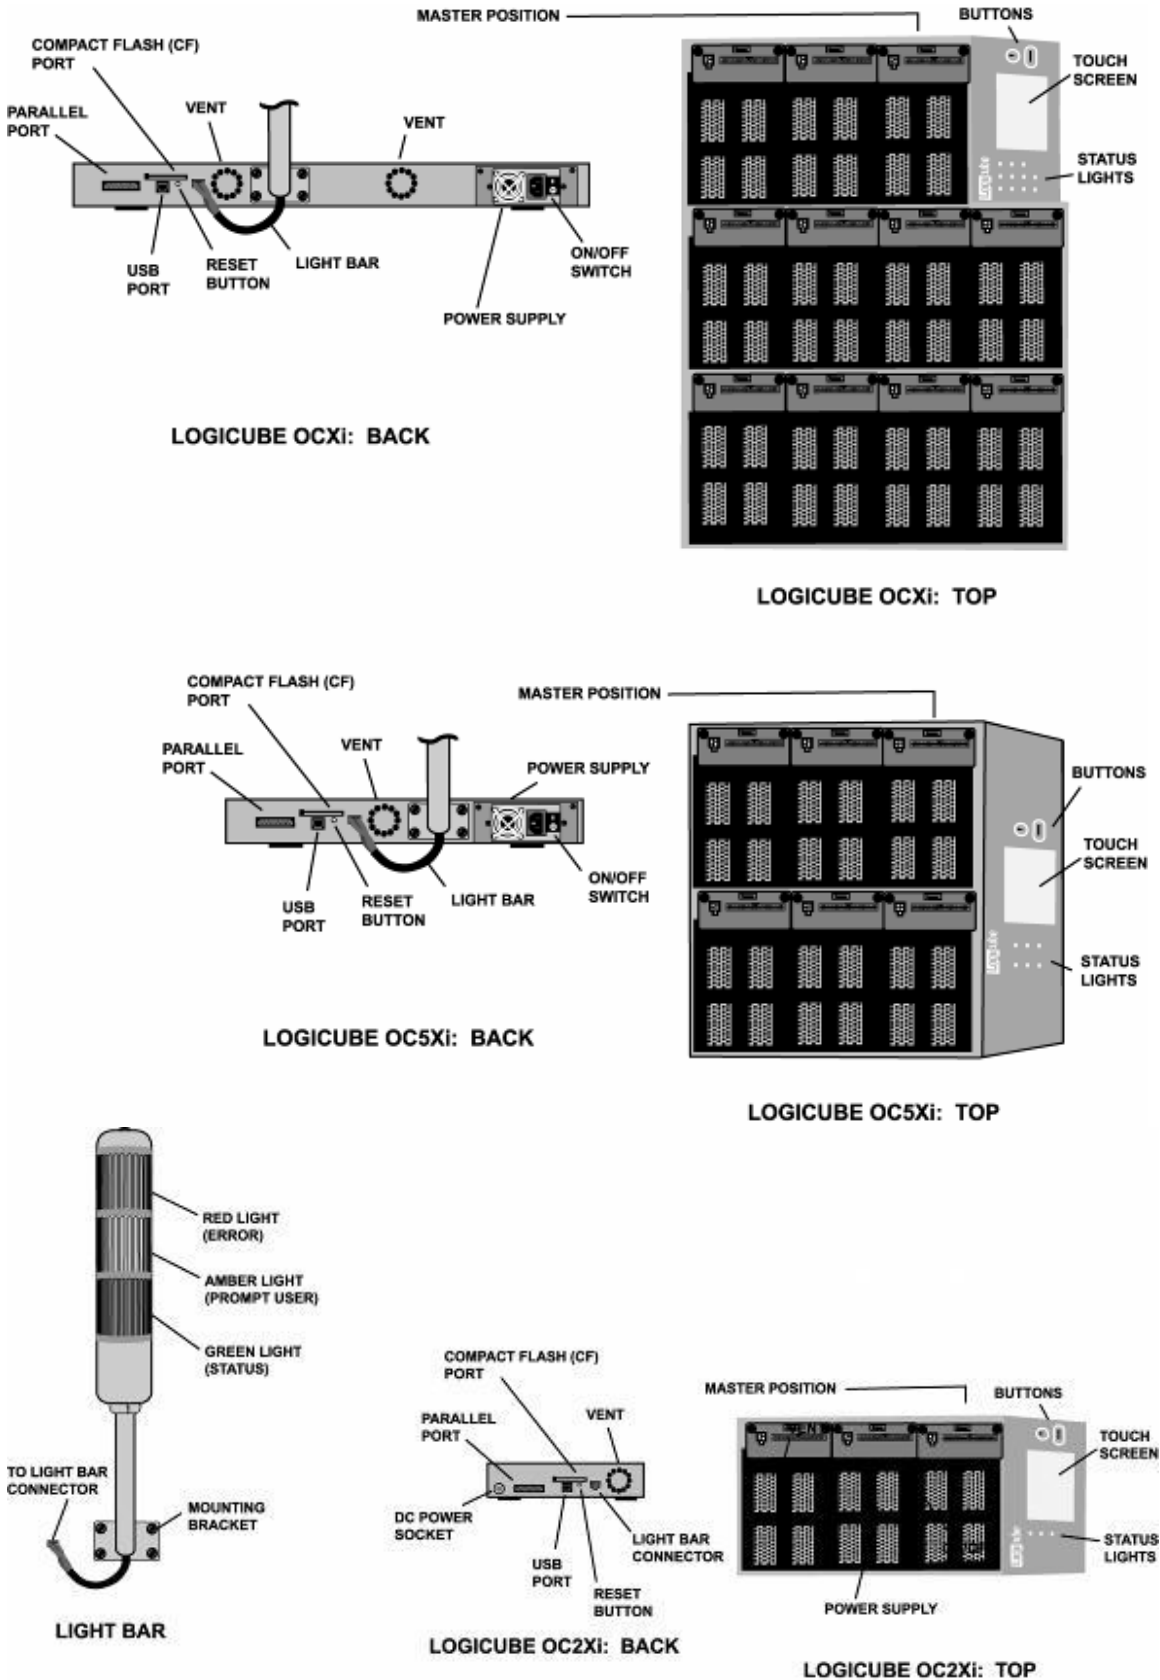 MASTER POSITION
BUTTONS
COMPACT FLASH (CF)
PORT
TOUCH
SCREEN
PARALLEL
PORT
VENT
VENT
STATUS
LIGHTS
USB
PORT
RESET
BUTTON
LIGHT BAR
ON/OFF
SWITCH
POWER SUPPLY
LOGICUBE OCXi: BACK
LOGICUBE OCXi: TOP
COMPACT FLASH (CF)
PORT
MASTER POSITION
PARALLEL
PORT
VENT
POWER SUPPLY
BUTTONS
TOUCH
SCREEN
USB
PORT
RESET
BUTTON
LIGHT BAR
ON/OFF
SWITCH
STATUS
LIGHTS
LOGICUBE OC5Xi: BACK
LOGICUBE OC5Xi: TOP
RED LIGHT
(ERROR)
AMBER LIGHT
(PROMPT USER)
GREEN LIGHT
(STATUS)
TO LIGHT BAR
CONNECTOR
MOUNTING
BRACKET
LIGHT BAR
COMPACT FLASH (CF)
PORT
PARALLEL
PORT
VENT
DC POWER
SOCKET
USB
PORT
RESET
BUTTON
LIGHT BAR
CONNECTOR
LOGICUBE OC2Xi: BACK
MASTER POSITION
BUTTONS
TOUCH
SCREEN
STATUS
LIGHTS
POWER SUPPLY
LOGICUBE OC2Xi: TOP